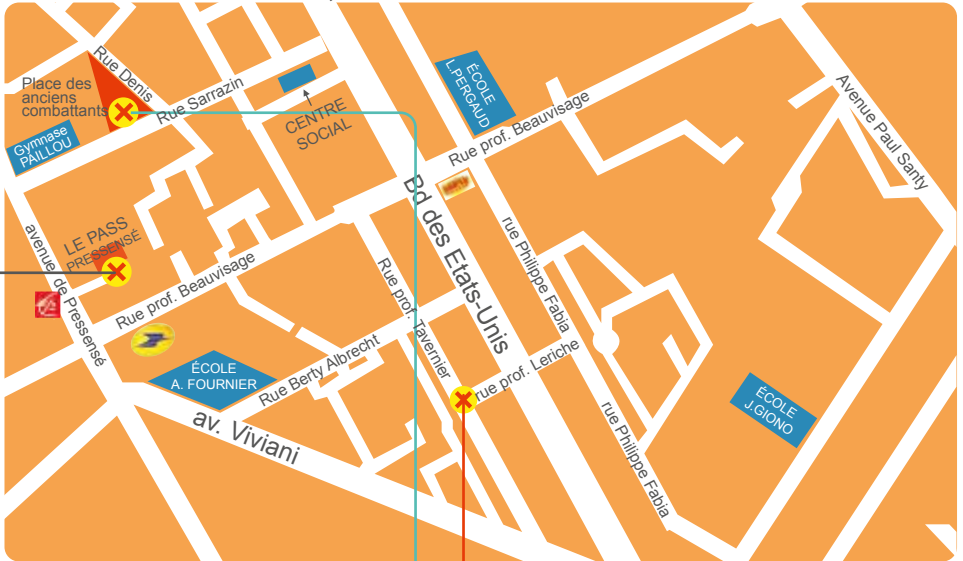 Rue Denis
Place des
anciens
combattants
Rue Sarrazin
Gymnase
PAILLOU
CENTRE
SOCIAL
ÉCOLE
L.PERGAUD
Rue prof. Beauvisage
Avenue Paul Santy
Bd des Etats-Unis
LE PASS
PRESSENSÉ
avenue de Pressensé
Rue prof. Beauvisage
rue Philippe Fabia
Rue prof. Tavernier
ÉCOLE
A. FOURNIER
Rue Berty Albrecht
rue prof. Leriche
av. Viviani
rue Philippe Fabia
ÉCOLE
J.GIONO